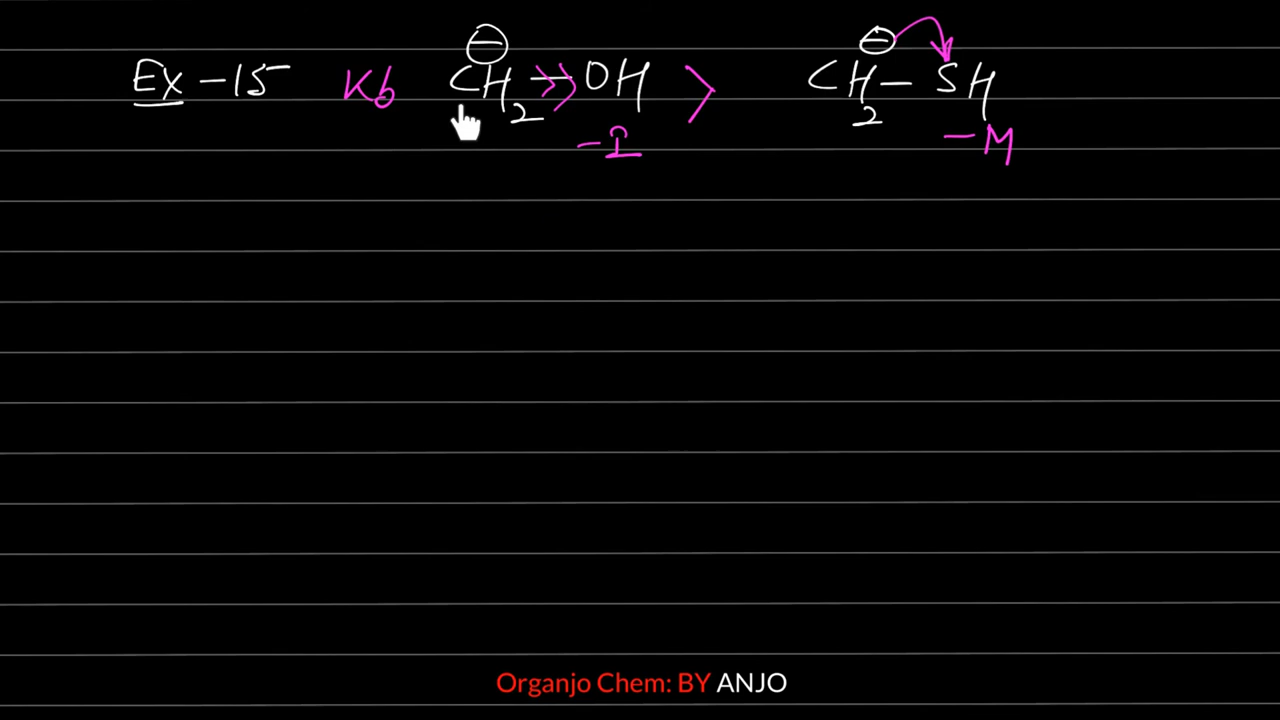 Ex-15 Kb ⊖CH₂-OH > ⊖CH₂-SH
-I -M
Organjo Chem: BY ANJO